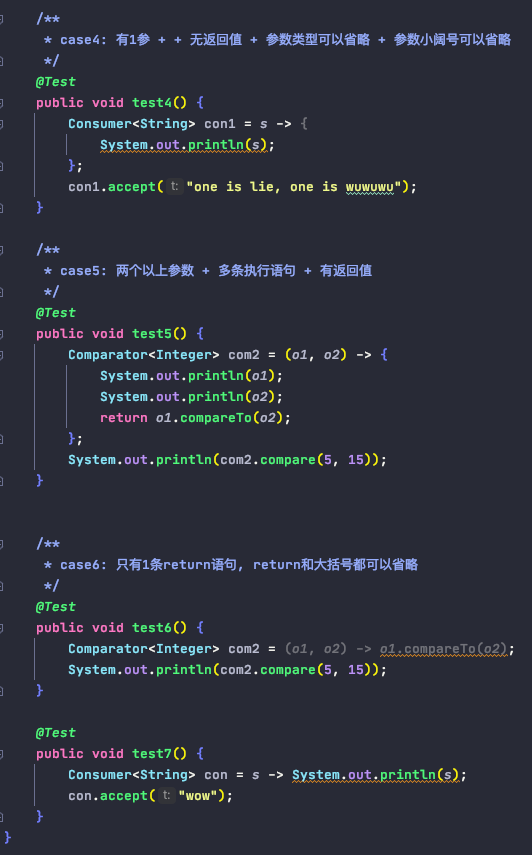 /**
 * case4: 有1参 + + 无返回值 + 参数类型可以省略 + 参数小阔号可以省略
 */
@Test
public void test4() {
    Consumer<String> con1 = s -> {
        System.out.println(s);
    };
    con1.accept( t: "one is lie, one is wuwuwu");
}

/**
 * case5: 两个以上参数 + 多条执行语句 + 有返回值
 */
@Test
public void test5() {
    Comparator<Integer> com2 = (o1, o2) -> {
        System.out.println(o1);
        System.out.println(o2);
        return o1.compareTo(o2);
    };
    System.out.println(com2.compare(5, 15));
}

/**
 * case6: 只有1条return语句, return和大括号都可以省略
 */
@Test
public void test6() {
    Comparator<Integer> com2 = (o1, o2) -> o1.compareTo(o2);
    System.out.println(com2.compare(5, 15));
}

@Test
public void test7() {
    Consumer<String> con = s -> System.out.println(s);
    con.accept( t: "wow");
}
}